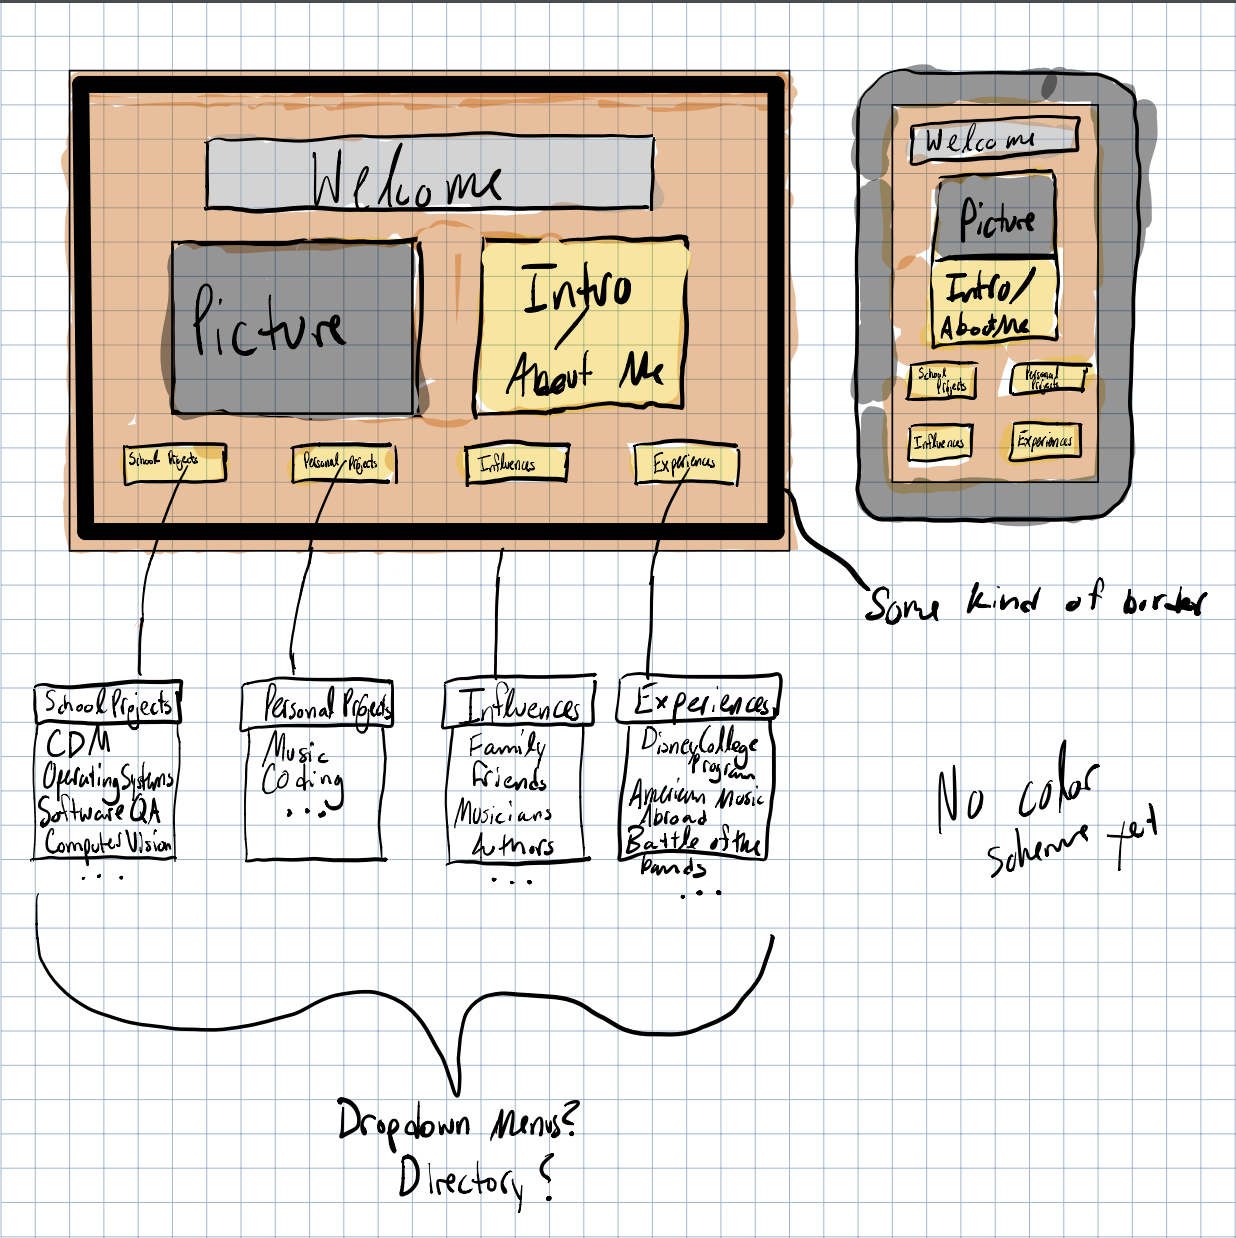 Welcome
Picture
Intro
/
About Me
School Projects
Personal Projects
Influences
Experiences
Welcome
Picture
Intro/
About Me
School
Projects
Personal
Projects
Influences
Experiences
Some kind of border
School Projects
CDM
Operating Systems
Software QA
Computer Vision
...
Personal Projects
Music
Coding
...
Influences
Family
Friends
Musicians
Authors
...
Experiences
Disney College
Program
American Music
Abroad
Battle of the
bands
...
No color
scheme yet
Dropdown Menus?
Directory?